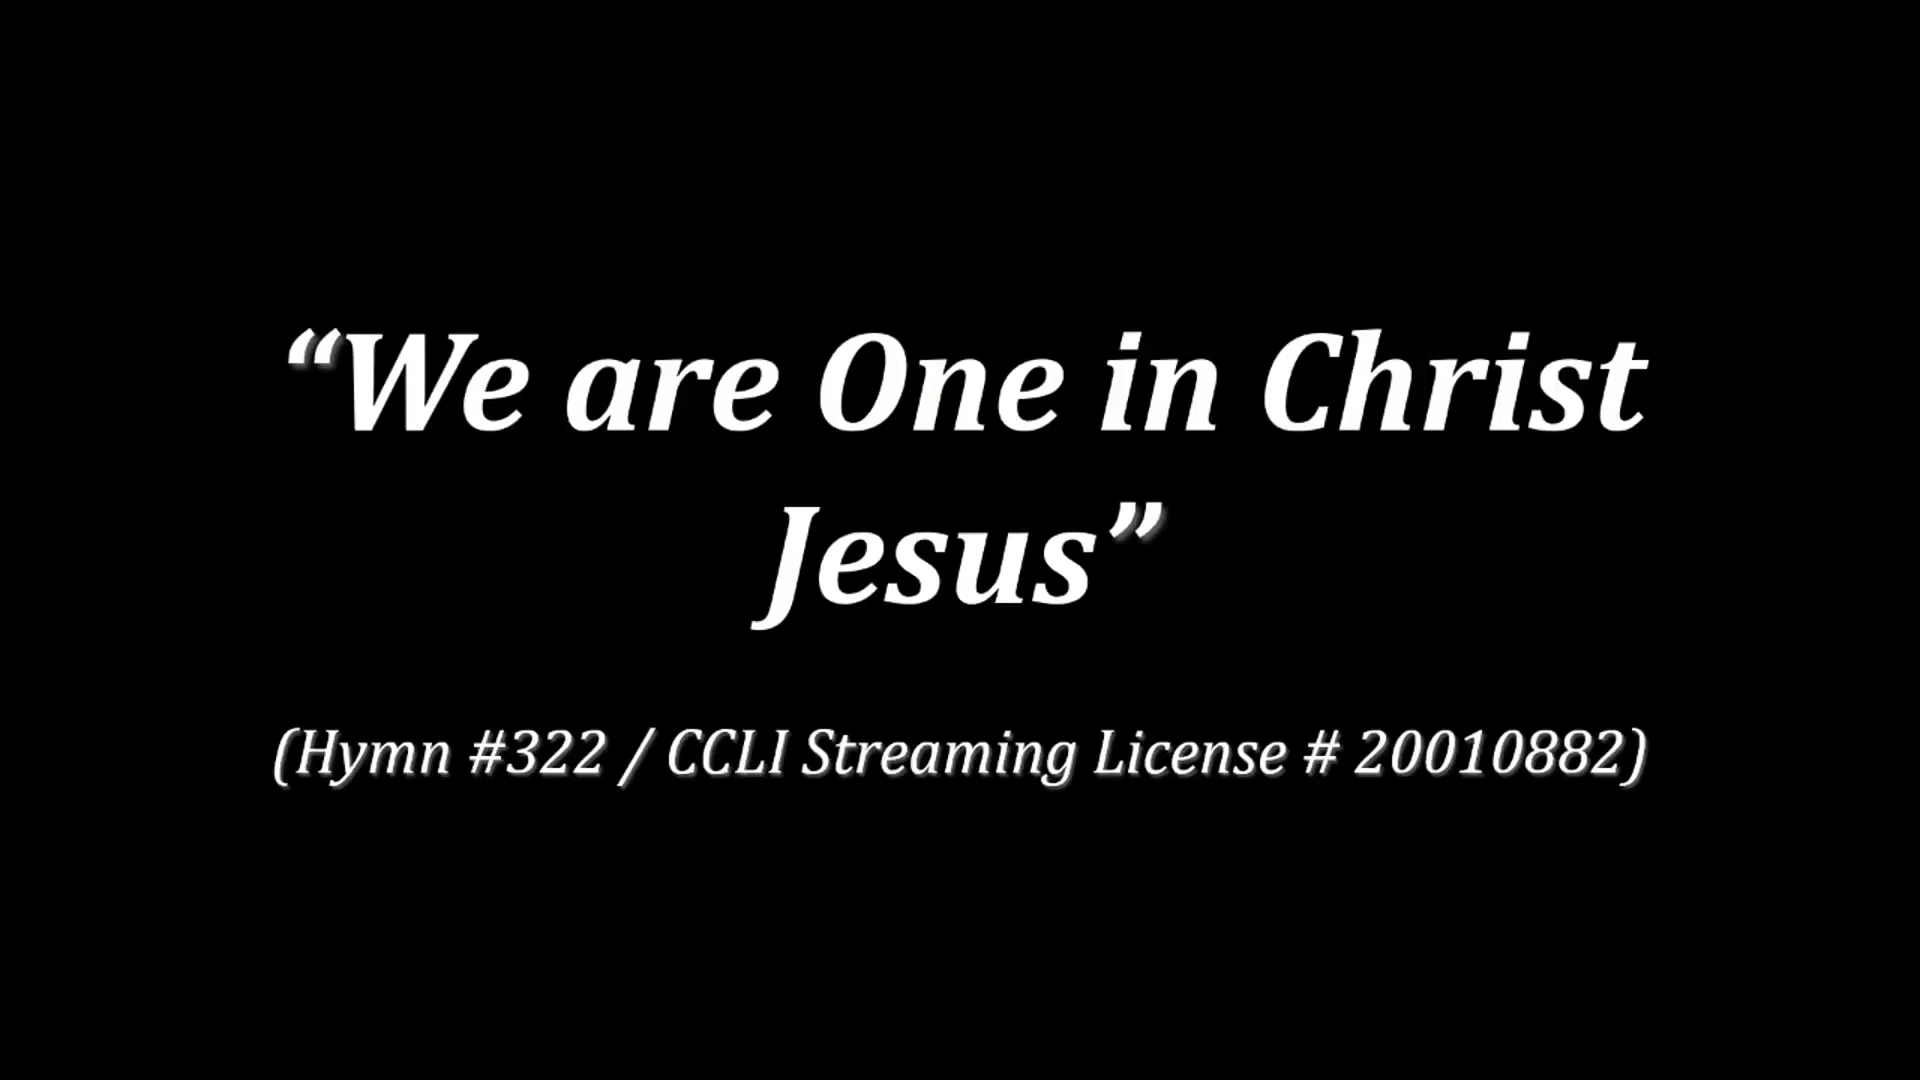 “We are One in Christ
Jesus”
(Hymn #322 / CCLI Streaming License # 20010882)